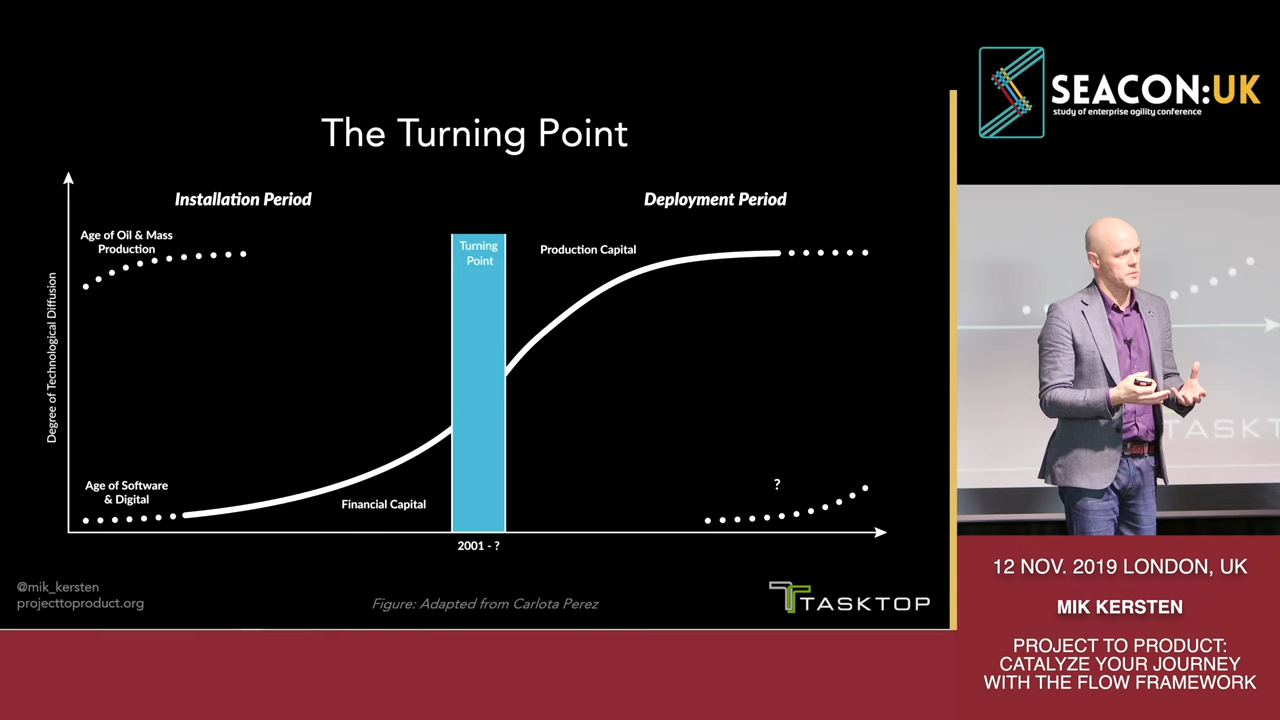 The Turning Point
Installation Period
Deployment Period
Age of Oil & Mass
Production
Turning
Point
Production Capital
Degree of Technological Diffusion
Age of Software
& Digital
Financial Capital
?
2001 - ?
@mik_kersten
projecttoproduct.org
Figure: Adapted from Carlota Perez
TASKTOP
SEACON:UK
study of enterprise agility conference
TASKT
12 NOV. 2019 LONDON, UK
MIK KERSTEN
PROJECT TO PRODUCT:
CATALYZE YOUR JOURNEY
WITH THE FLOW FRAMEWORK